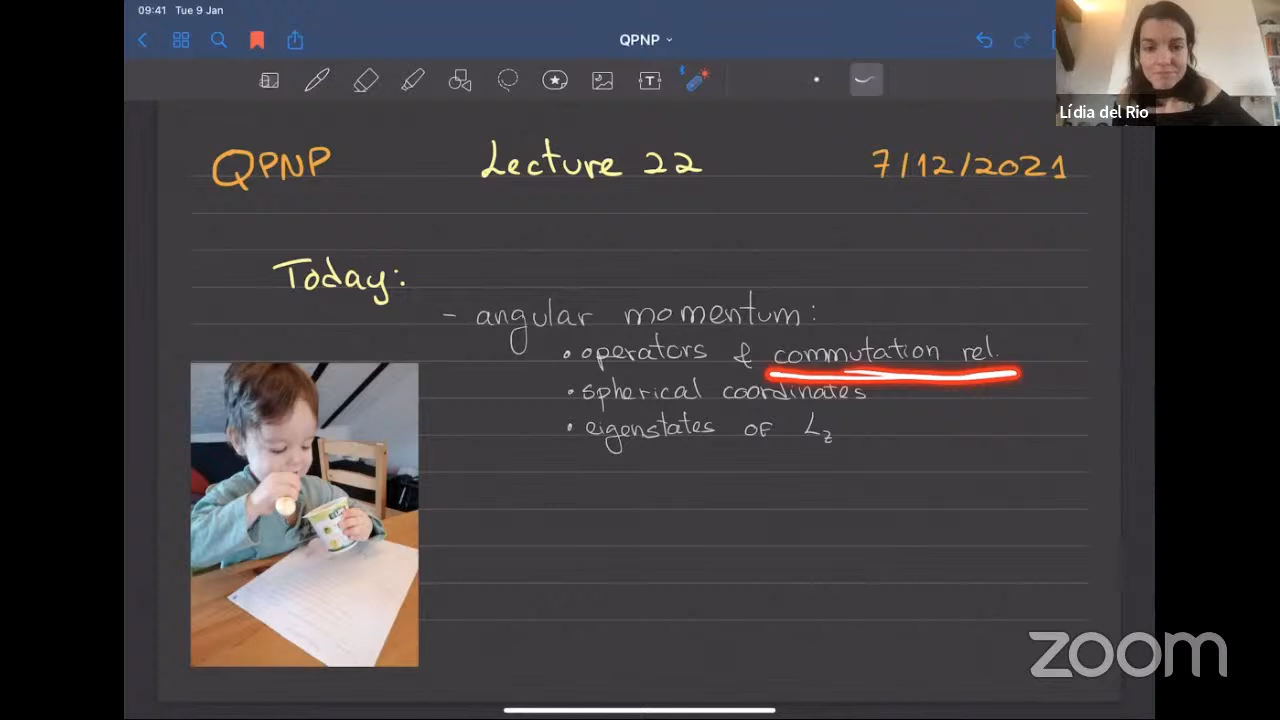 09:41 Tue 9 Jan
QPNP
T
Lídia del Rio
QPNP Lecture 22 7/12/2021
Today:
- angular momentum:
• operators & commutation rel.
• spherical coordinates
• eigenstates of Lz
zoom